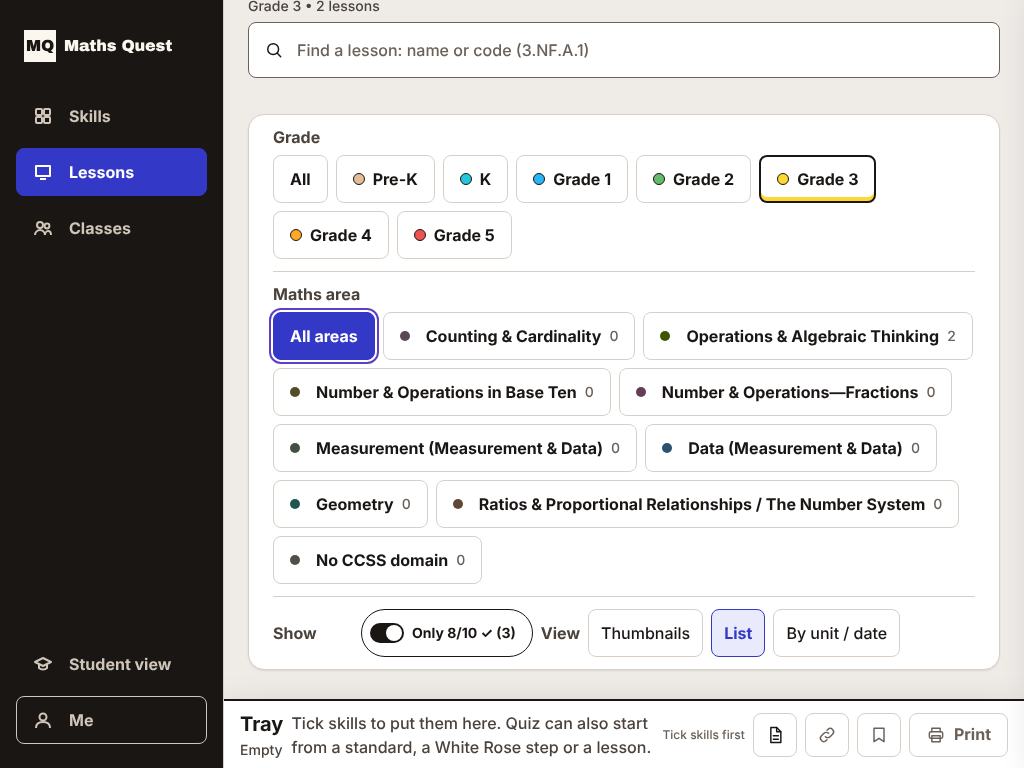 Grade 3 • 2 lessons
MQ Maths Quest
Find a lesson: name or code (3.NF.A.1)
Skills
Lessons
Classes
Student view
Me
Grade
All
Pre-K
K
Grade 1
Grade 2
Grade 3
Grade 4
Grade 5
Maths area
All areas
Counting & Cardinality 0
Operations & Algebraic Thinking 2
Number & Operations in Base Ten 0
Number & Operations—Fractions 0
Measurement (Measurement & Data) 0
Data (Measurement & Data) 0
Geometry 0
Ratios & Proportional Relationships / The Number System 0
No CCSS domain 0
Show
Only 8/10 ✓ (3)
View
Thumbnails
List
By unit / date
Tray
Empty
Tick skills to put them here. Quiz can also start
from a standard, a White Rose step or a lesson.
Tick skills first
Print